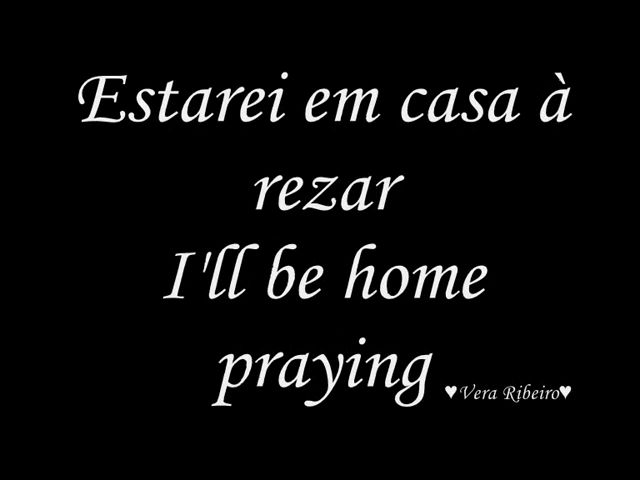 Estarei em casa à
rezar
I'll be home
praying
♥Vera Ribeiro♥